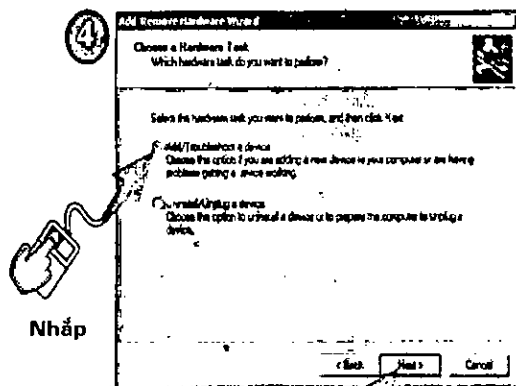 4
Add/Remove Hardware Wizard
Choose a Hardware Task
Which hardware task do you want to perform?
Select the hardware task you want to perform, and then click Next
Add/Troubleshoot a device
Choose this option if you are adding a new device to your computer or are having
problems getting a device working.
Uninstall/Unplug a device
Choose this option to uninstall a device or to prepare the computer to unplug a
device.
Nhắp
< Back
Next >
Cancel